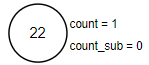 22
count = 1
count_sub = 0